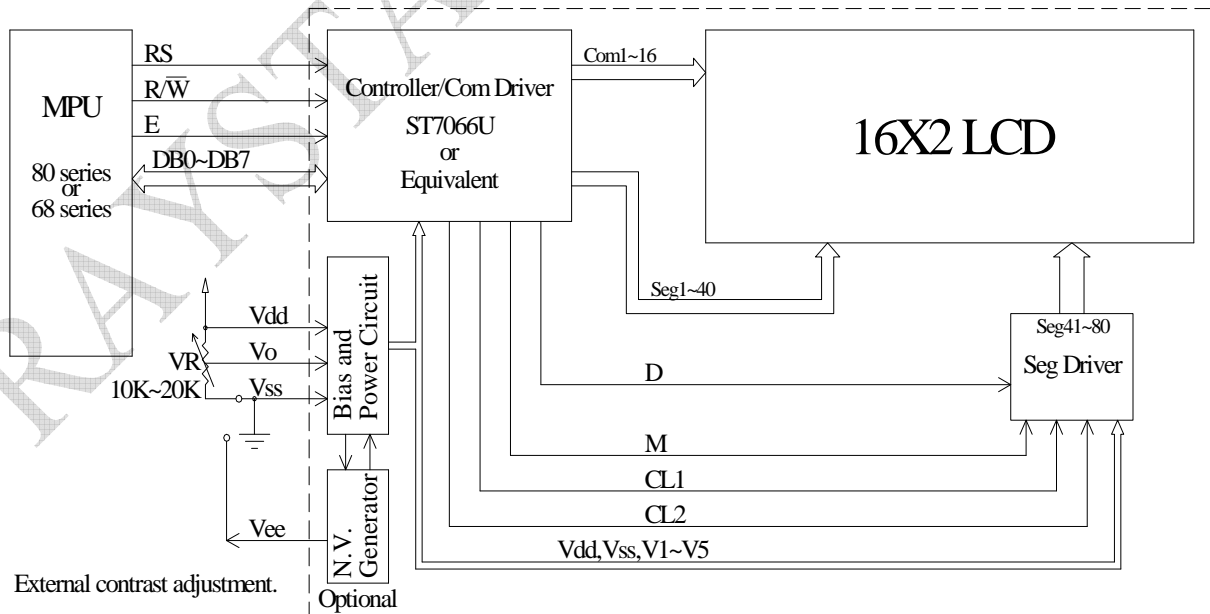 RAYSTA
MPU
80 series
or
68 series
RS
R/W̅
E
DB0~DB7
Controller/Com Driver
ST7066U
or
Equivalent
Com1~16
16X2 LCD
Seg1~40
Seg41~80
Seg Driver
Vdd
Vo
VR
10K~20K
Vss
Bias and
Power Circuit
D
M
CL1
CL2
Vdd,Vss,V1~V5
Vee
N.V.
Generator
Optional
External contrast adjustment.